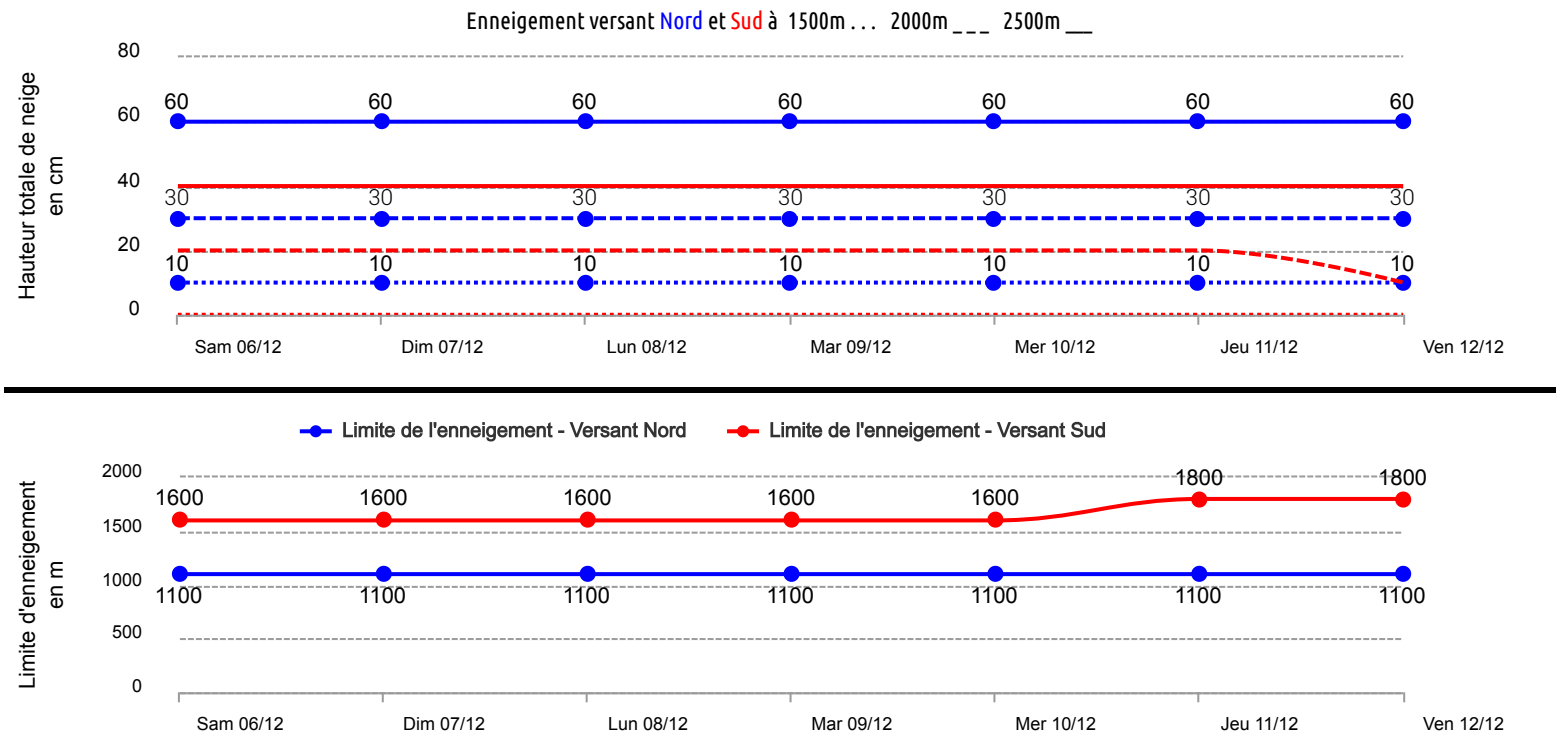 Enneigement versant Nord et Sud à 1500m . . . 2000m _ _ _ 2500m __
Hauteur totale de neige
en cm
80
60
40
20
0
60 60 60 60 60 60 60
30 30 30 30 30 30 30
10 10 10 10 10 10 10
Sam 06/12 Dim 07/12 Lun 08/12 Mar 09/12 Mer 10/12 Jeu 11/12 Ven 12/12
Limite de l'enneigement - Versant Nord Limite de l'enneigement - Versant Sud
Limite d'enneigement
en m
2000
1500
1000
500
0
1600 1600 1600 1600 1600 1800 1800
1100 1100 1100 1100 1100 1100 1100
Sam 06/12 Dim 07/12 Lun 08/12 Mar 09/12 Mer 10/12 Jeu 11/12 Ven 12/12